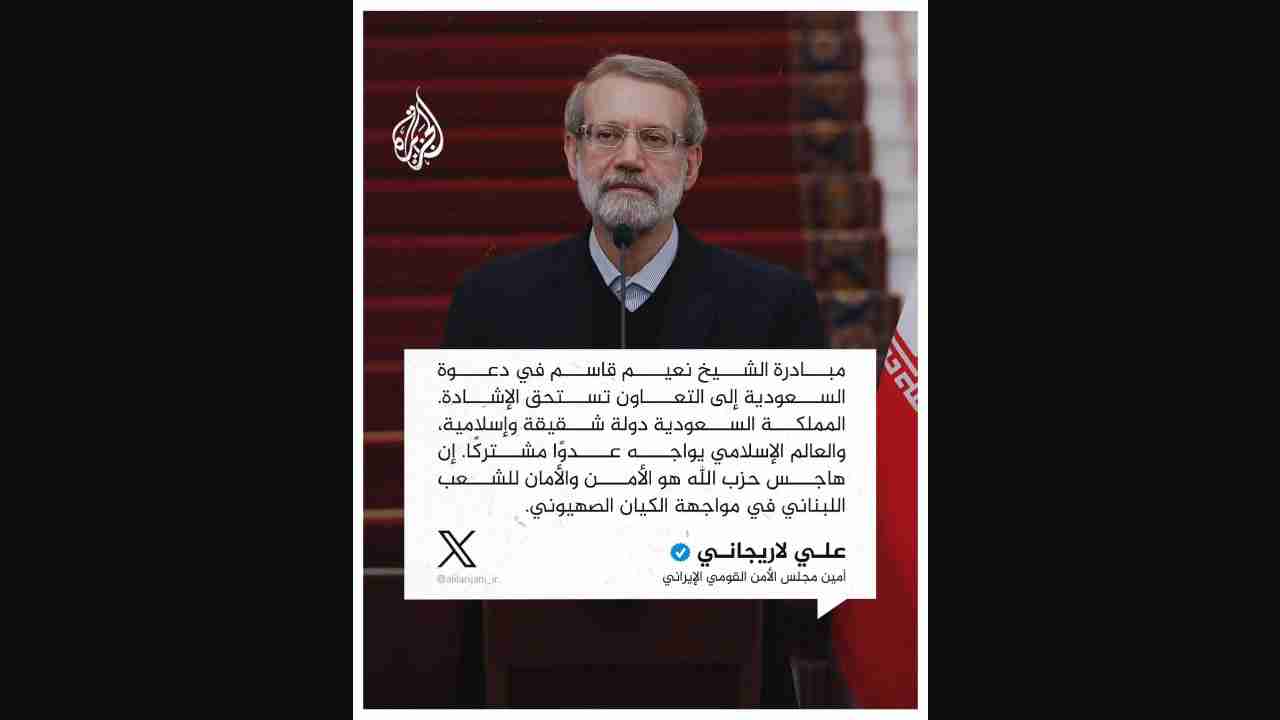 الجزيرة
مبادرة الشيخ نعيم قاسم في دعوة
السعودية إلى التعاون تستحق الإشادة.
المملكة السعودية دولة شقيقة وإسلامية،
والعالم الإسلامي يواجه عدوًا مشتركًا. إن
هاجس حزب الله هو الأمن والأمان للشعب
اللبناني في مواجهة الكيان الصهيوني.
علي لاريجاني
أمين مجلس الأمن القومي الإيراني
@alilarijani_ir